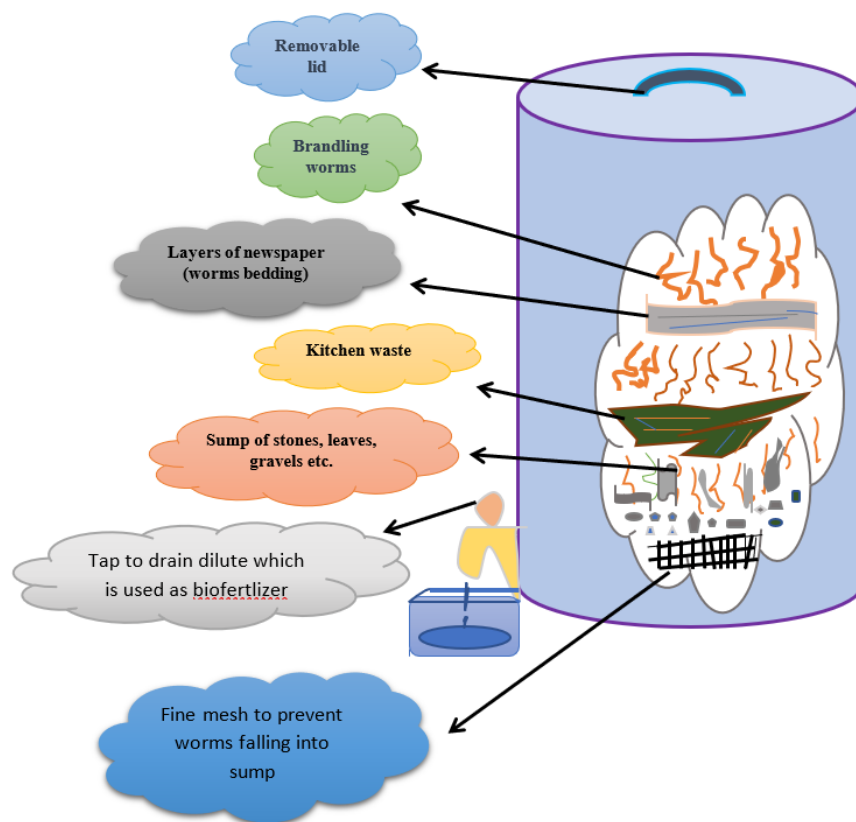 Removable
lid
Brandling
worms
Layers of newspaper
(worms bedding)
Kitchen waste
Sump of stones, leaves,
gravels etc.
Tap to drain dilute which
is used as biofertlizer
Fine mesh to prevent
worms falling into
sump